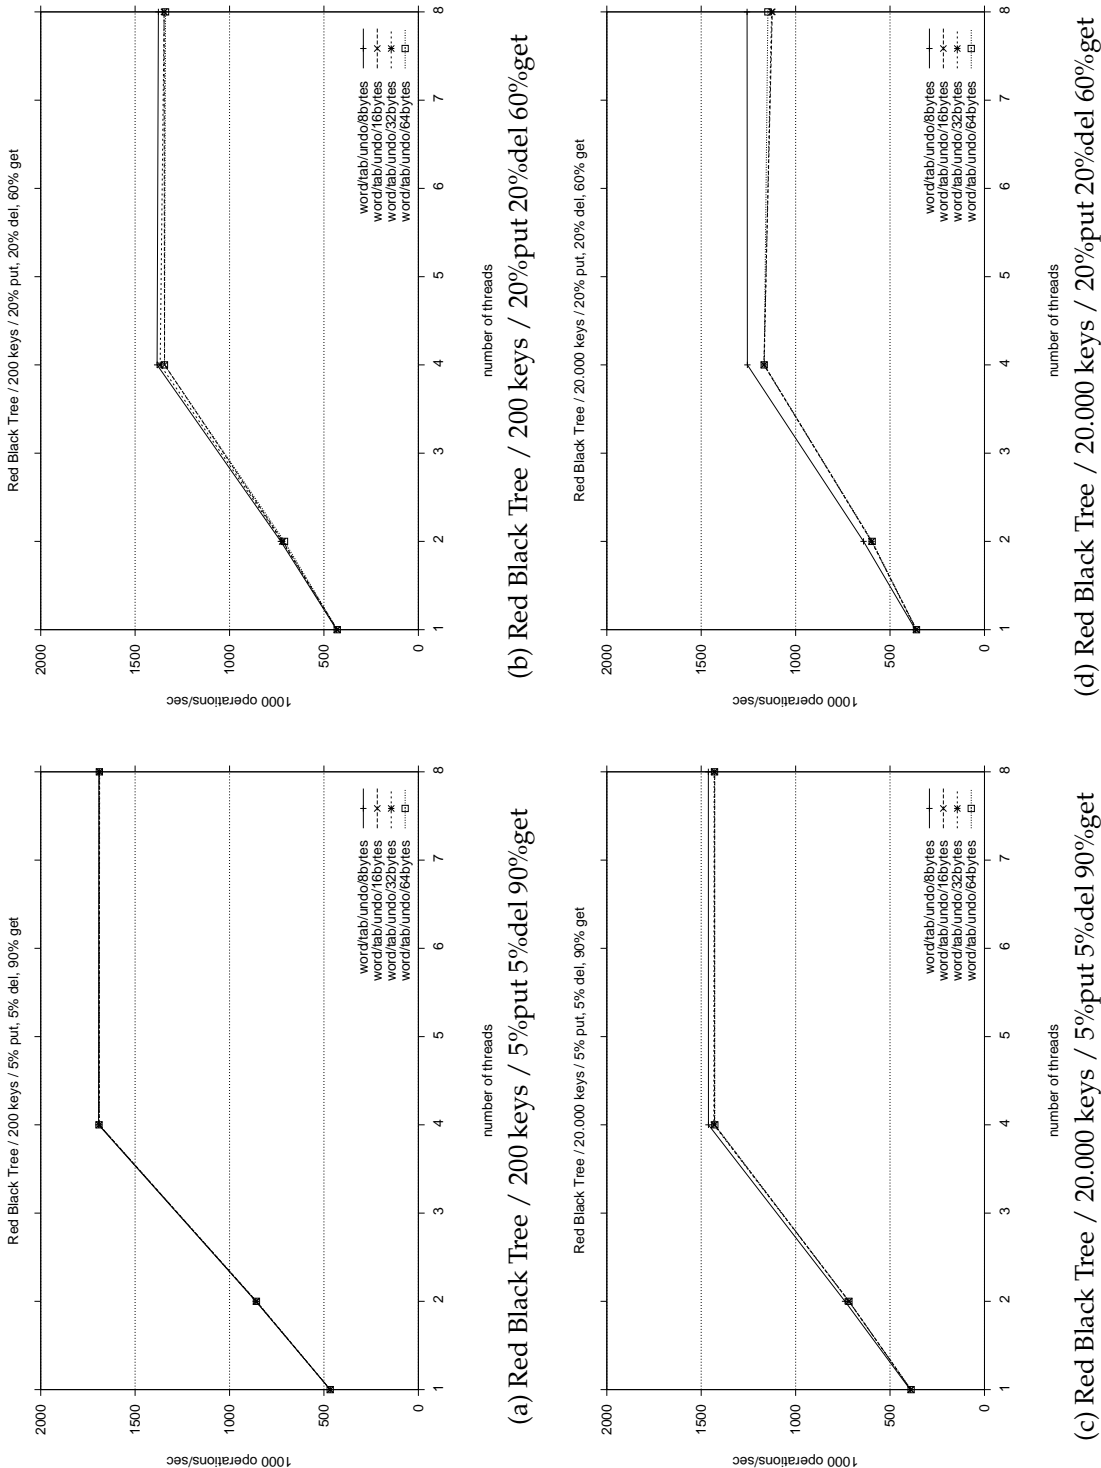 Red Black Tree / 200 keys / 5% put, 5% del, 90% get
2000
1500
1000
500
0
1000 operations/sec
1
2
3
4
5
6
7
8
number of threads
word/tab/undo/8bytes
word/tab/undo/16bytes
word/tab/undo/32bytes
word/tab/undo/64bytes
(a) Red Black Tree / 200 keys / 5%put 5%del 90%get
Red Black Tree / 200 keys / 20% put, 20% del, 60% get
2000
1500
1000
500
0
1000 operations/sec
1
2
3
4
5
6
7
8
number of threads
word/tab/undo/8bytes
word/tab/undo/16bytes
word/tab/undo/32bytes
word/tab/undo/64bytes
(b) Red Black Tree / 200 keys / 20%put 20%del 60%get
Red Black Tree / 20.000 keys / 5% put, 5% del, 90% get
2000
1500
1000
500
0
1000 operations/sec
1
2
3
4
5
6
7
8
number of threads
word/tab/undo/8bytes
word/tab/undo/16bytes
word/tab/undo/32bytes
word/tab/undo/64bytes
(c) Red Black Tree / 20.000 keys / 5%put 5%del 90%get
Red Black Tree / 20.000 keys / 20% put, 20% del, 60% get
2000
1500
1000
500
0
1000 operations/sec
1
2
3
4
5
6
7
8
number of threads
word/tab/undo/8bytes
word/tab/undo/16bytes
word/tab/undo/32bytes
word/tab/undo/64bytes
(d) Red Black Tree / 20.000 keys / 20%put 20%del 60%get